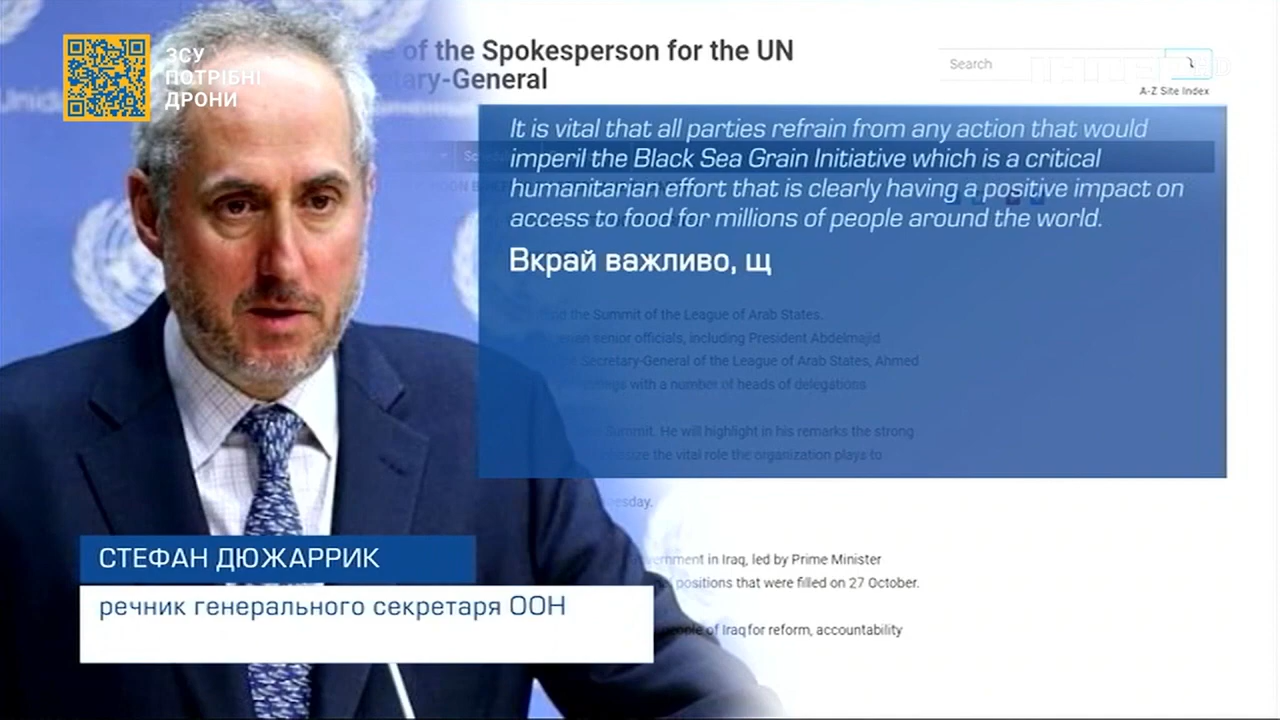 ЗСУ
ПОТРІБНІ
ДРОНИ
of the Spokesperson for the UN
tary-General
Search
A-Z Site Index
It is vital that all parties refrain from any action that would
imperil the Black Sea Grain Initiative which is a critical
humanitarian effort that is clearly having a positive impact on
access to food for millions of people around the world.
Вкрай важливо, щ
the Summit of the League of Arab States.
senior officials, including President Abdelmajid
Secretary-General of the League of Arab States, Ahmed
with a number of heads of delegations
Summit. He will highlight in his remarks the strong
the vital role the organization plays to
in Iraq, led by Prime Minister
positions that were filled on 27 October.
of Iraq for reform, accountability
СТЕФАН ДЮЖАРРИК
речник генерального секретаря ООН